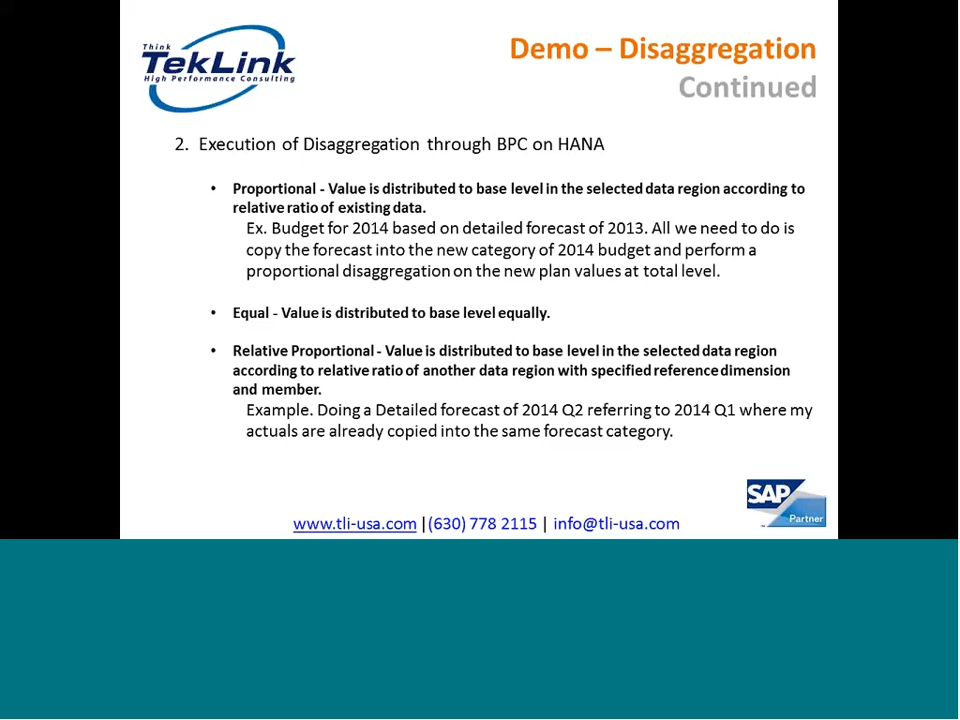 Think
TekLink
High Performance Consulting
Demo – Disaggregation
Continued
2. Execution of Disaggregation through BPC on HANA
• Proportional - Value is distributed to base level in the selected data region according to
relative ratio of existing data.
Ex. Budget for 2014 based on detailed forecast of 2013. All we need to do is
copy the forecast into the new category of 2014 budget and perform a
proportional disaggregation on the new plan values at total level.
• Equal - Value is distributed to base level equally.
• Relative Proportional - Value is distributed to base level in the selected data region
according to relative ratio of another data region with specified reference dimension
and member.
Example. Doing a Detailed forecast of 2014 Q2 referring to 2014 Q1 where my
actuals are already copied into the same forecast category.
SAP
Partner
www.tli-usa.com |(630) 778 2115 | info@tli-usa.com